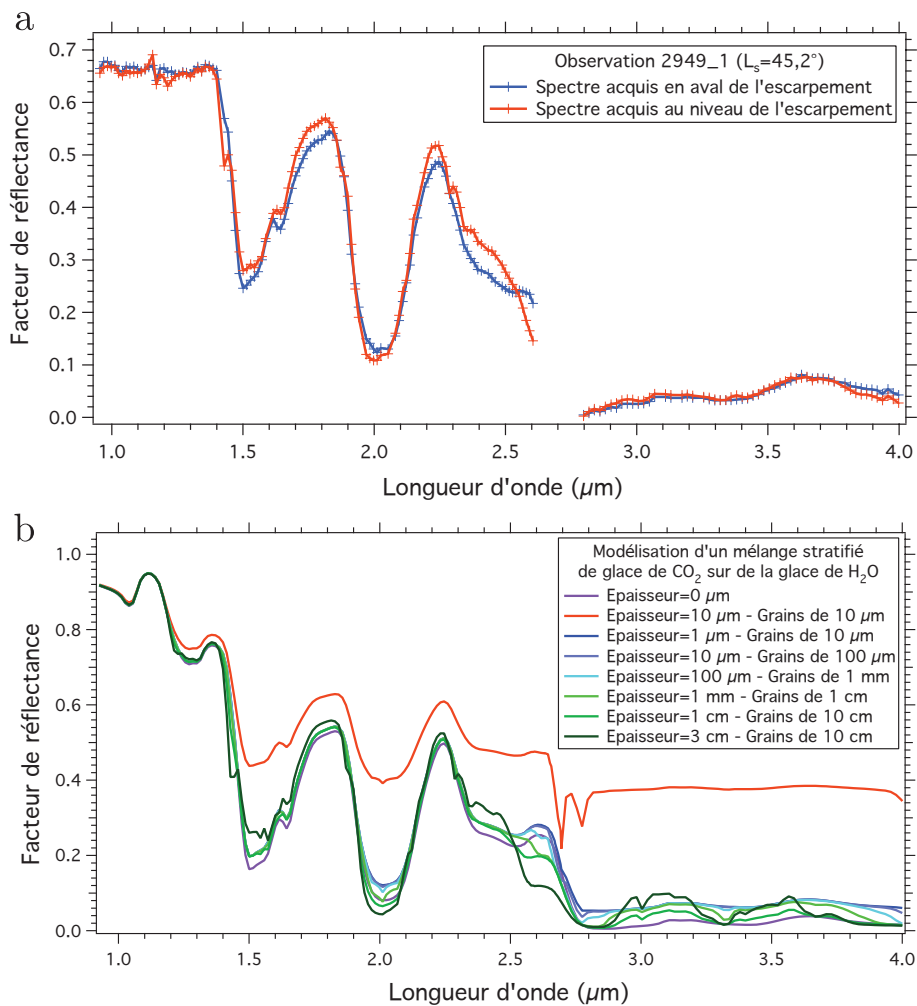 a
Observation 2949_1 (Ls=45,2°)
Spectre acquis en aval de l'escarpement
Spectre acquis au niveau de l'escarpement
Facteur de réflectance
0.7
0.6
0.5
0.4
0.3
0.2
0.1
0.0
1.0 1.5 2.0 2.5 3.0 3.5 4.0
Longueur d'onde (µm)
b
Modélisation d'un mélange stratifié
de glace de CO2 sur de la glace de H2O
Epaisseur=0 µm
Epaisseur=10 µm - Grains de 10 µm
Epaisseur=1 µm - Grains de 10 µm
Epaisseur=10 µm - Grains de 100 µm
Epaisseur=100 µm - Grains de 1 mm
Epaisseur=1 mm - Grains de 1 cm
Epaisseur=1 cm - Grains de 10 cm
Epaisseur=3 cm - Grains de 10 cm
Facteur de réflectance
1.0
0.8
0.6
0.4
0.2
0.0
1.0 1.5 2.0 2.5 3.0 3.5 4.0
Longueur d'onde (µm)